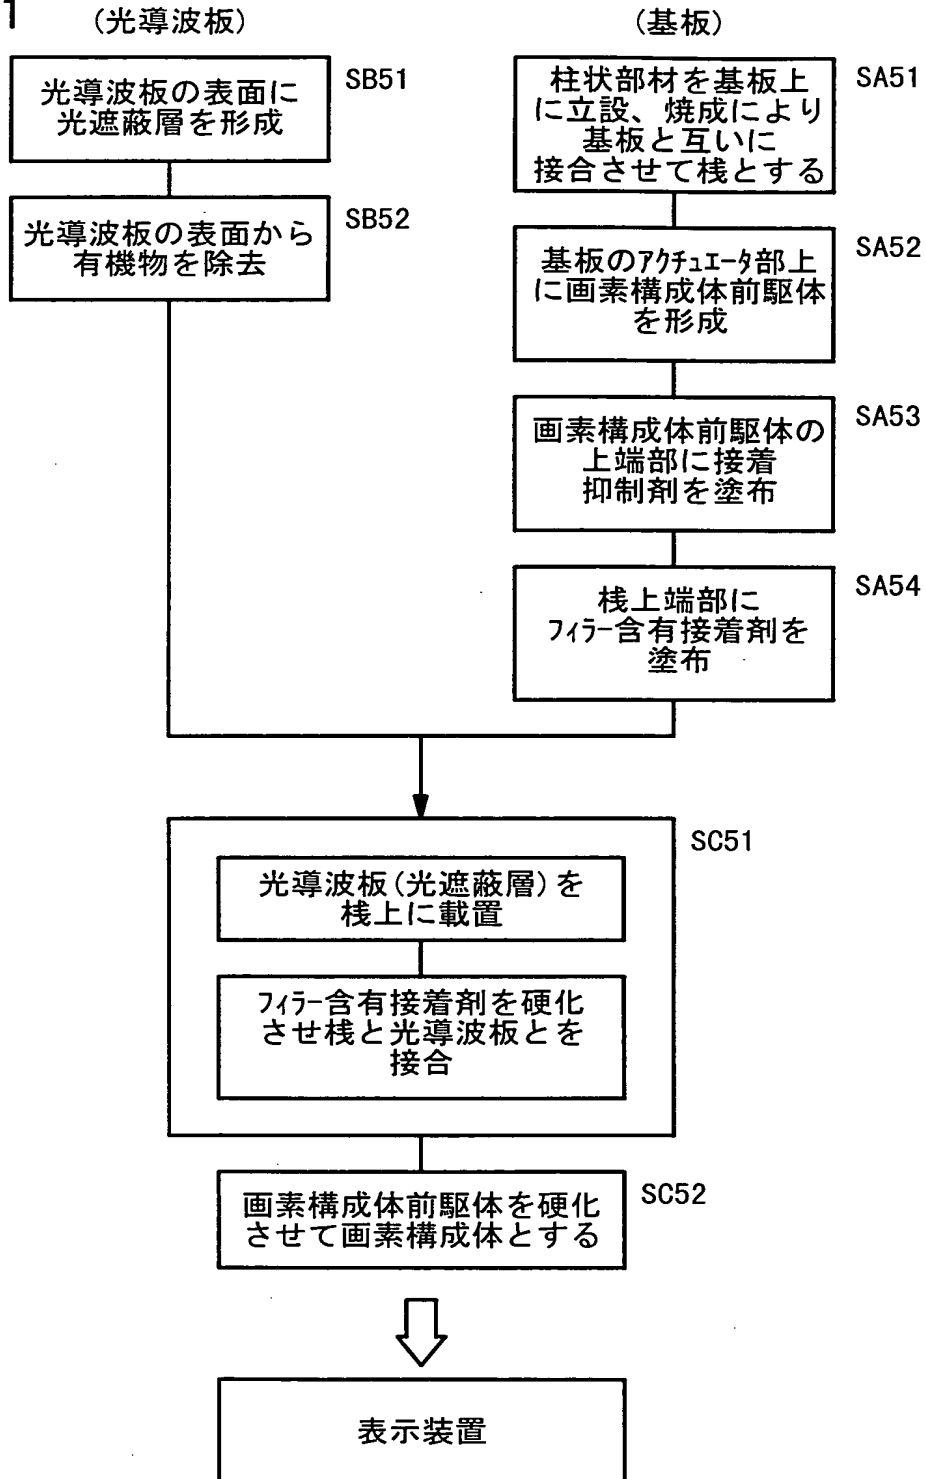 1
(光導波板)
光導波板の表面に
光遮蔽層を形成
SB51
光導波板の表面から
有機物を除去
SB52
(基板)
柱状部材を基板上
に立設、焼成により
基板と互いに
接合させて桟とする
SA51
基板のｱｸﾁｭｴｰﾀ部上
に画素構成体前駆体
を形成
SA52
画素構成体前駆体の
上端部に接着
抑制剤を塗布
SA53
桟上端部に
ﾌｨﾗｰ含有接着剤を
塗布
SA54
SC51
光導波板(光遮蔽層)を
桟上に載置
ﾌｨﾗｰ含有接着剤を硬化
させ桟と光導波板とを
接合
画素構成体前駆体を硬化
させて画素構成体とする
SC52
表示装置